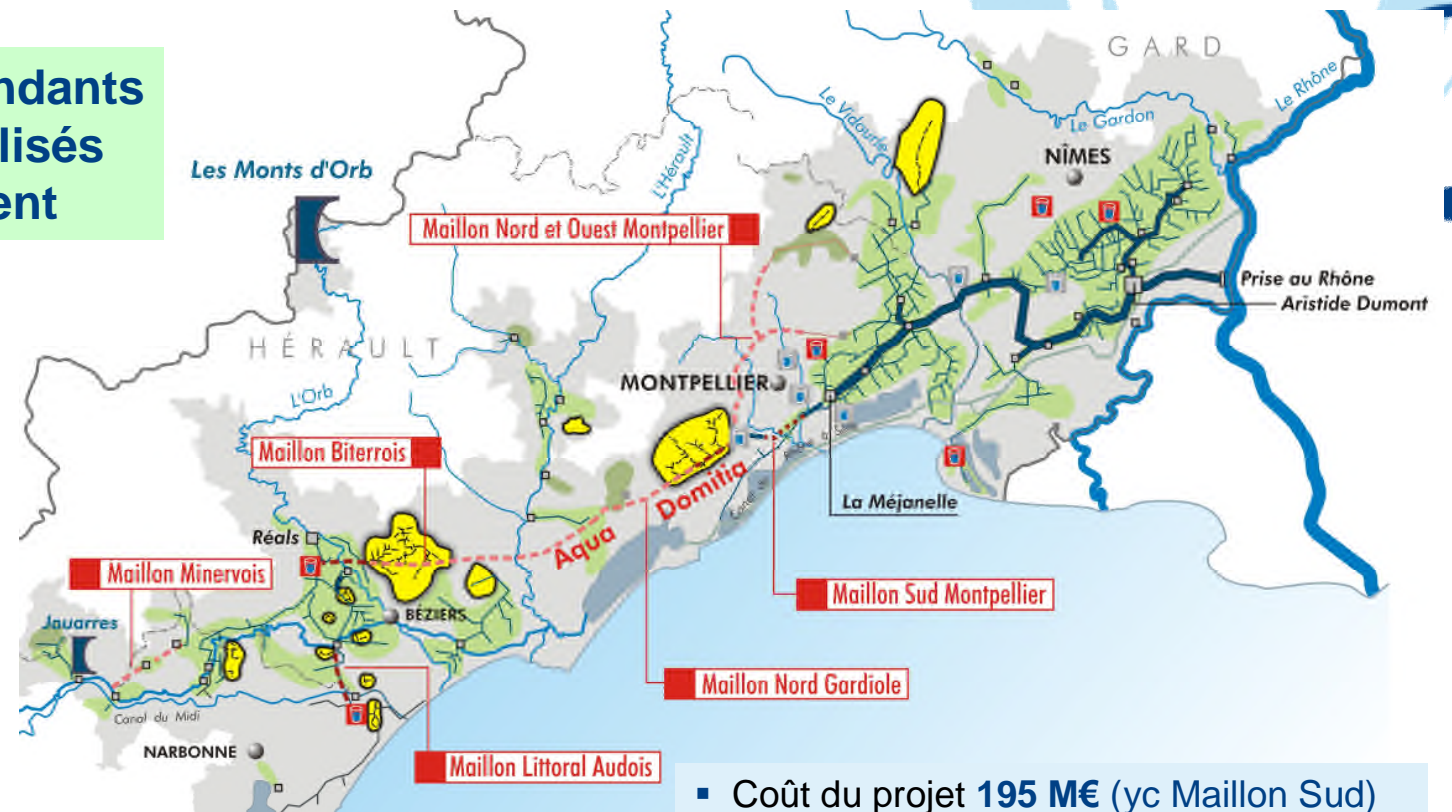 ndants
lisés
ent
GARD
Le Rhône
Le Vidourle
Le Gardon
NÎMES
Les Monts d'Orb
L'Hérault
Maillon Nord et Ouest Montpellier
Prise au Rhône
Aristide Dumont
HÉRAULT
MONTPELLIER
L'Orb
Maillon Biterrois
La Méjanelle
Aqua Domitia
Réals
Maillon Minervois
Maillon Sud Montpellier
Jouarres
BÉZIERS
Maillon Nord Gardiole
Canal du Midi
NARBONNE
Maillon Littoral Audois
▪ Coût du projet 195 M€ (yc Maillon Sud)